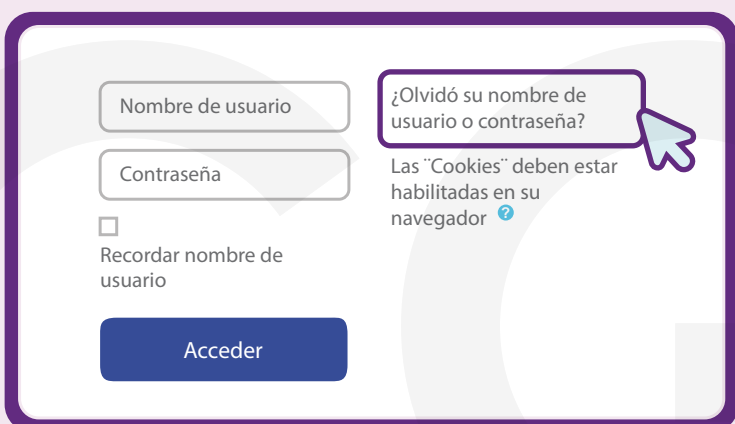 Nombre de usuario
Contraseña
Recordar nombre de
usuario
Acceder
¿Olvidó su nombre de
usuario o contraseña?
Las ¨Cookies¨ deben estar
habilitadas en su
navegador ?